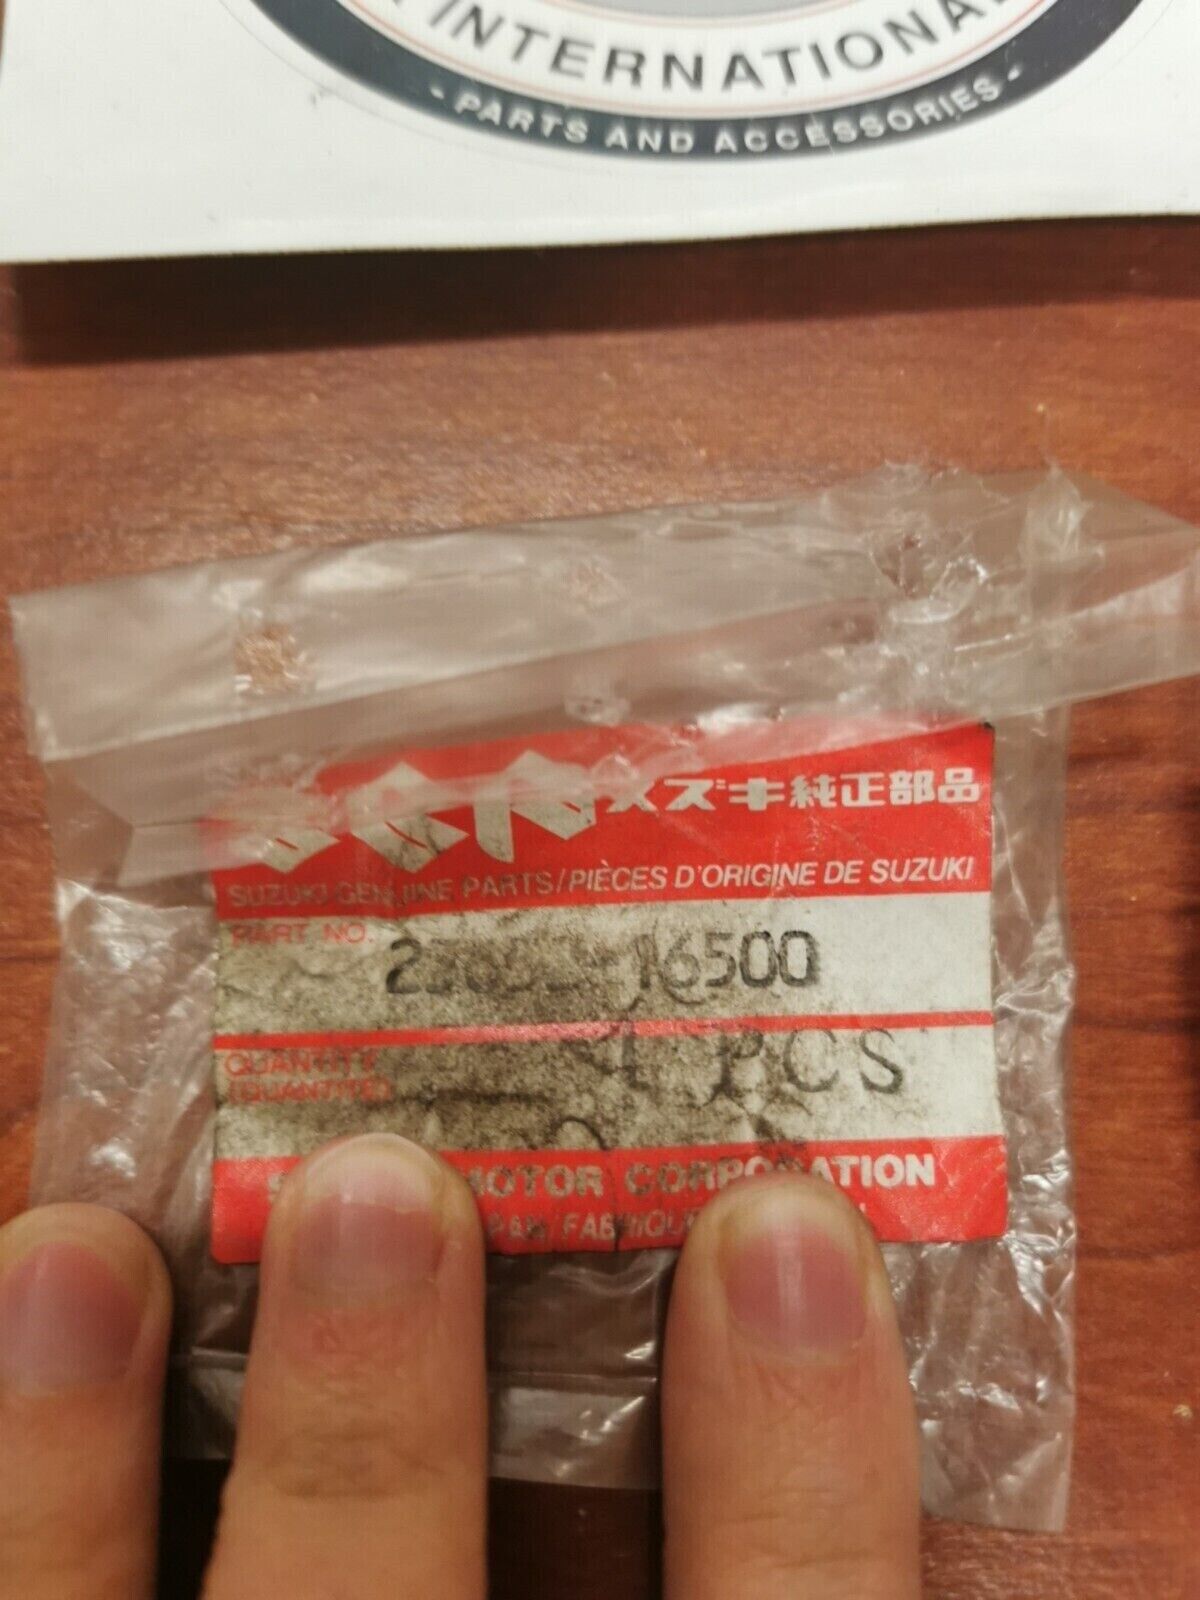 INTERNATIONAL
- PARTS AND ACCESSORIES -
スズキ純正部品
SUZUKI GENUINE PARTS/PIÈCES D'ORIGINE DE SUZUKI
PART NO.
16500
QUANTITY
(QUANTITÉ)
1 PCS
MOTOR CORPORATION